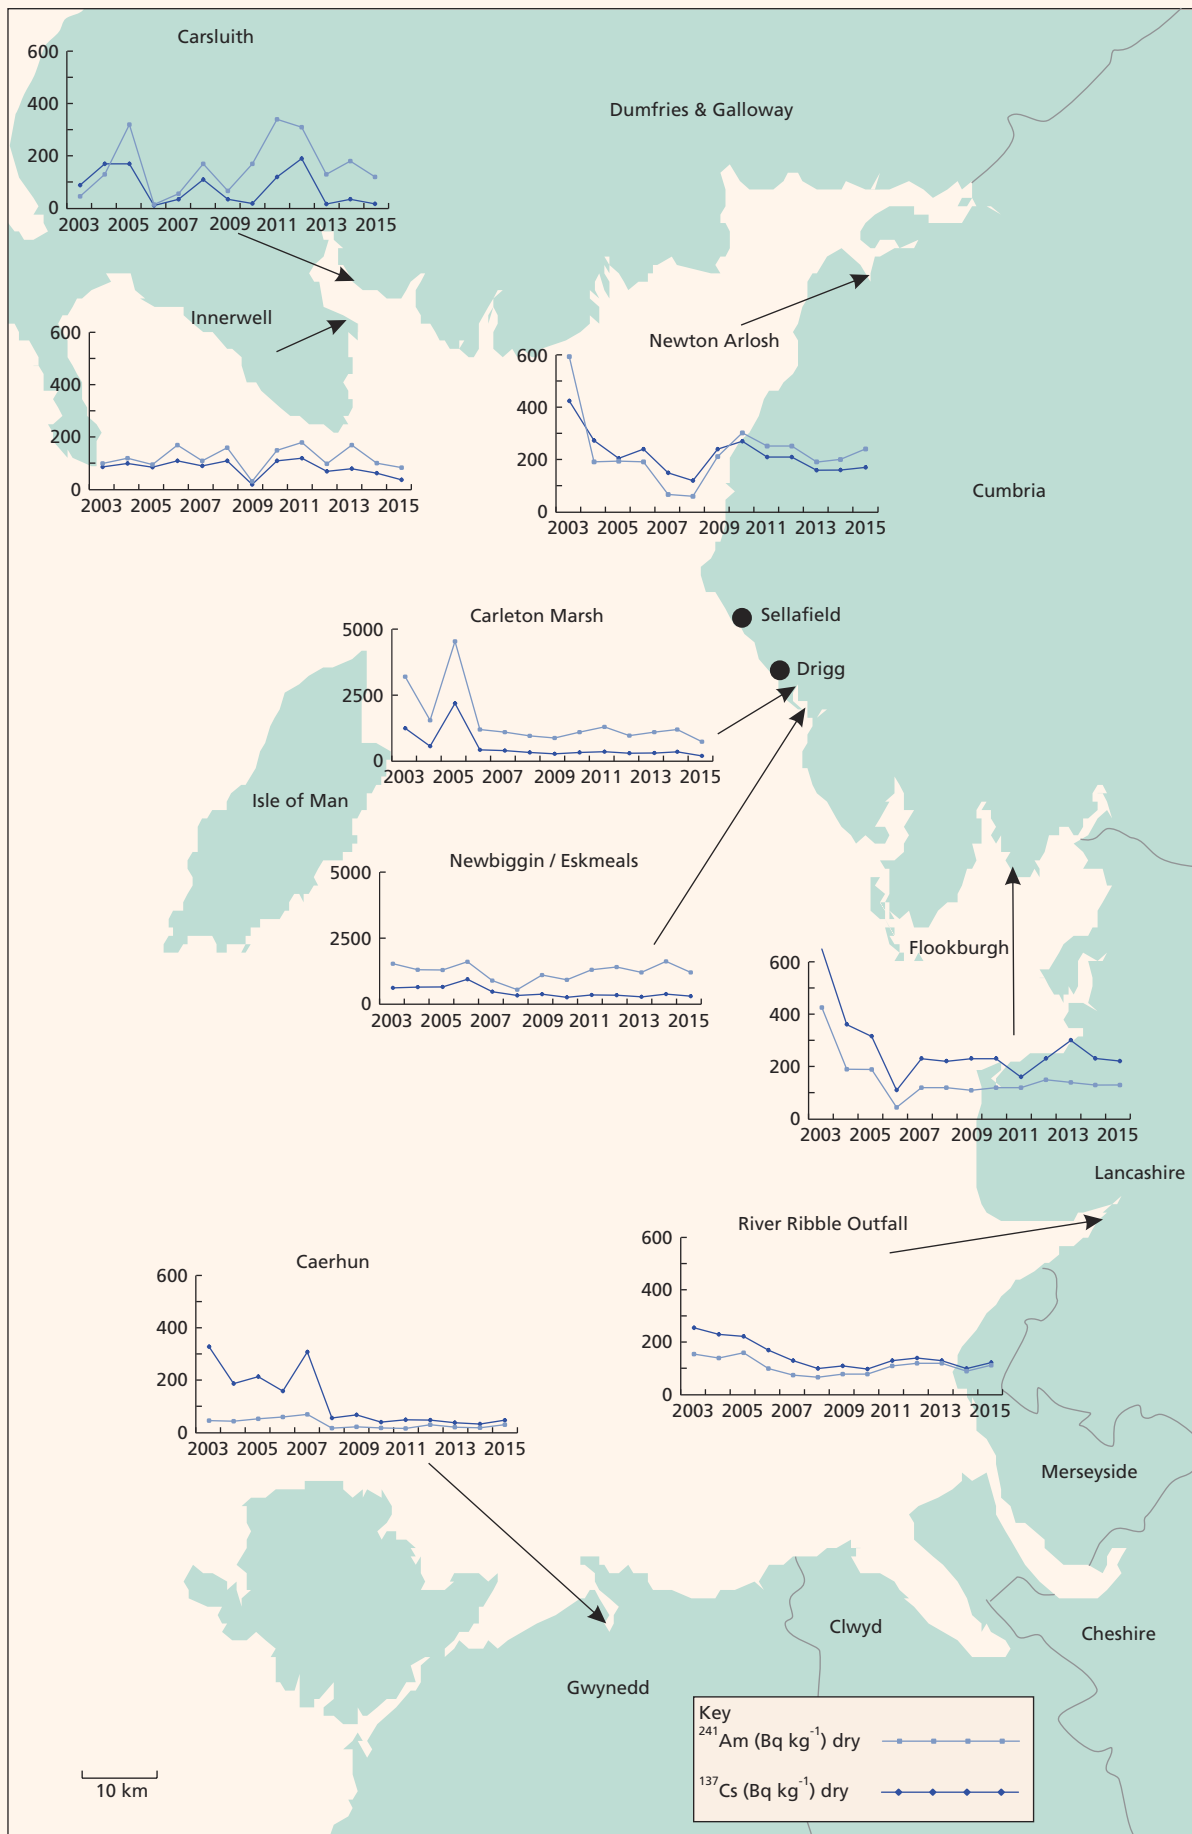 Carsluith
600
400
200
0
2003 2005 2007 2009 2011 2013 2015
Dumfries & Galloway
Innerwell
600
400
200
0
2003 2005 2007 2009 2011 2013 2015
Newton Arlosh
600
400
200
0
2003 2005 2007 2009 2011 2013 2015
Cumbria
Sellafield
Drigg
Carleton Marsh
5000
2500
0
2003 2005 2007 2009 2011 2013 2015
Isle of Man
Newbiggin / Eskmeals
5000
2500
0
2003 2005 2007 2009 2011 2013 2015
Flookburgh
600
400
200
0
2003 2005 2007 2009 2011 2013 2015
Lancashire
River Ribble Outfall
600
400
200
0
2003 2005 2007 2009 2011 2013 2015
Caerhun
600
400
200
0
2003 2005 2007 2009 2011 2013 2015
Merseyside
Clwyd
Cheshire
Gwynedd
Key
²⁴¹Am (Bq kg⁻¹) dry
¹³⁷Cs (Bq kg⁻¹) dry
10 km